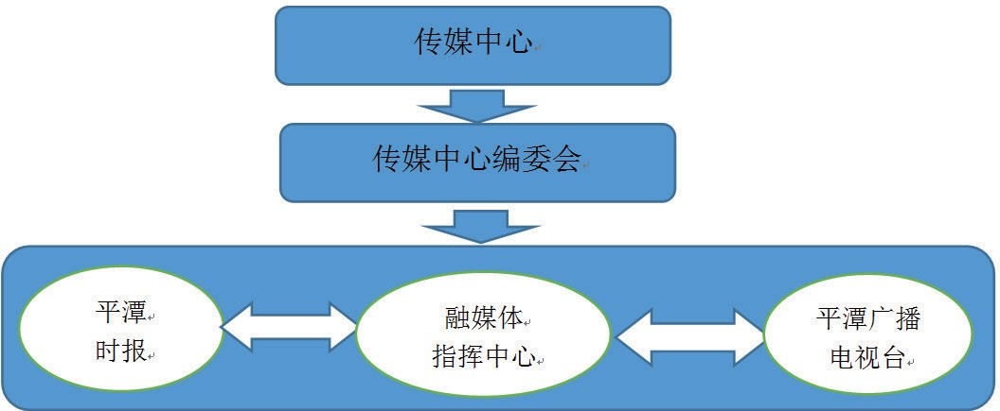 传媒中心
传媒中心编委会
平潭
时报
融媒体
指挥中心
平潭广播
电视台